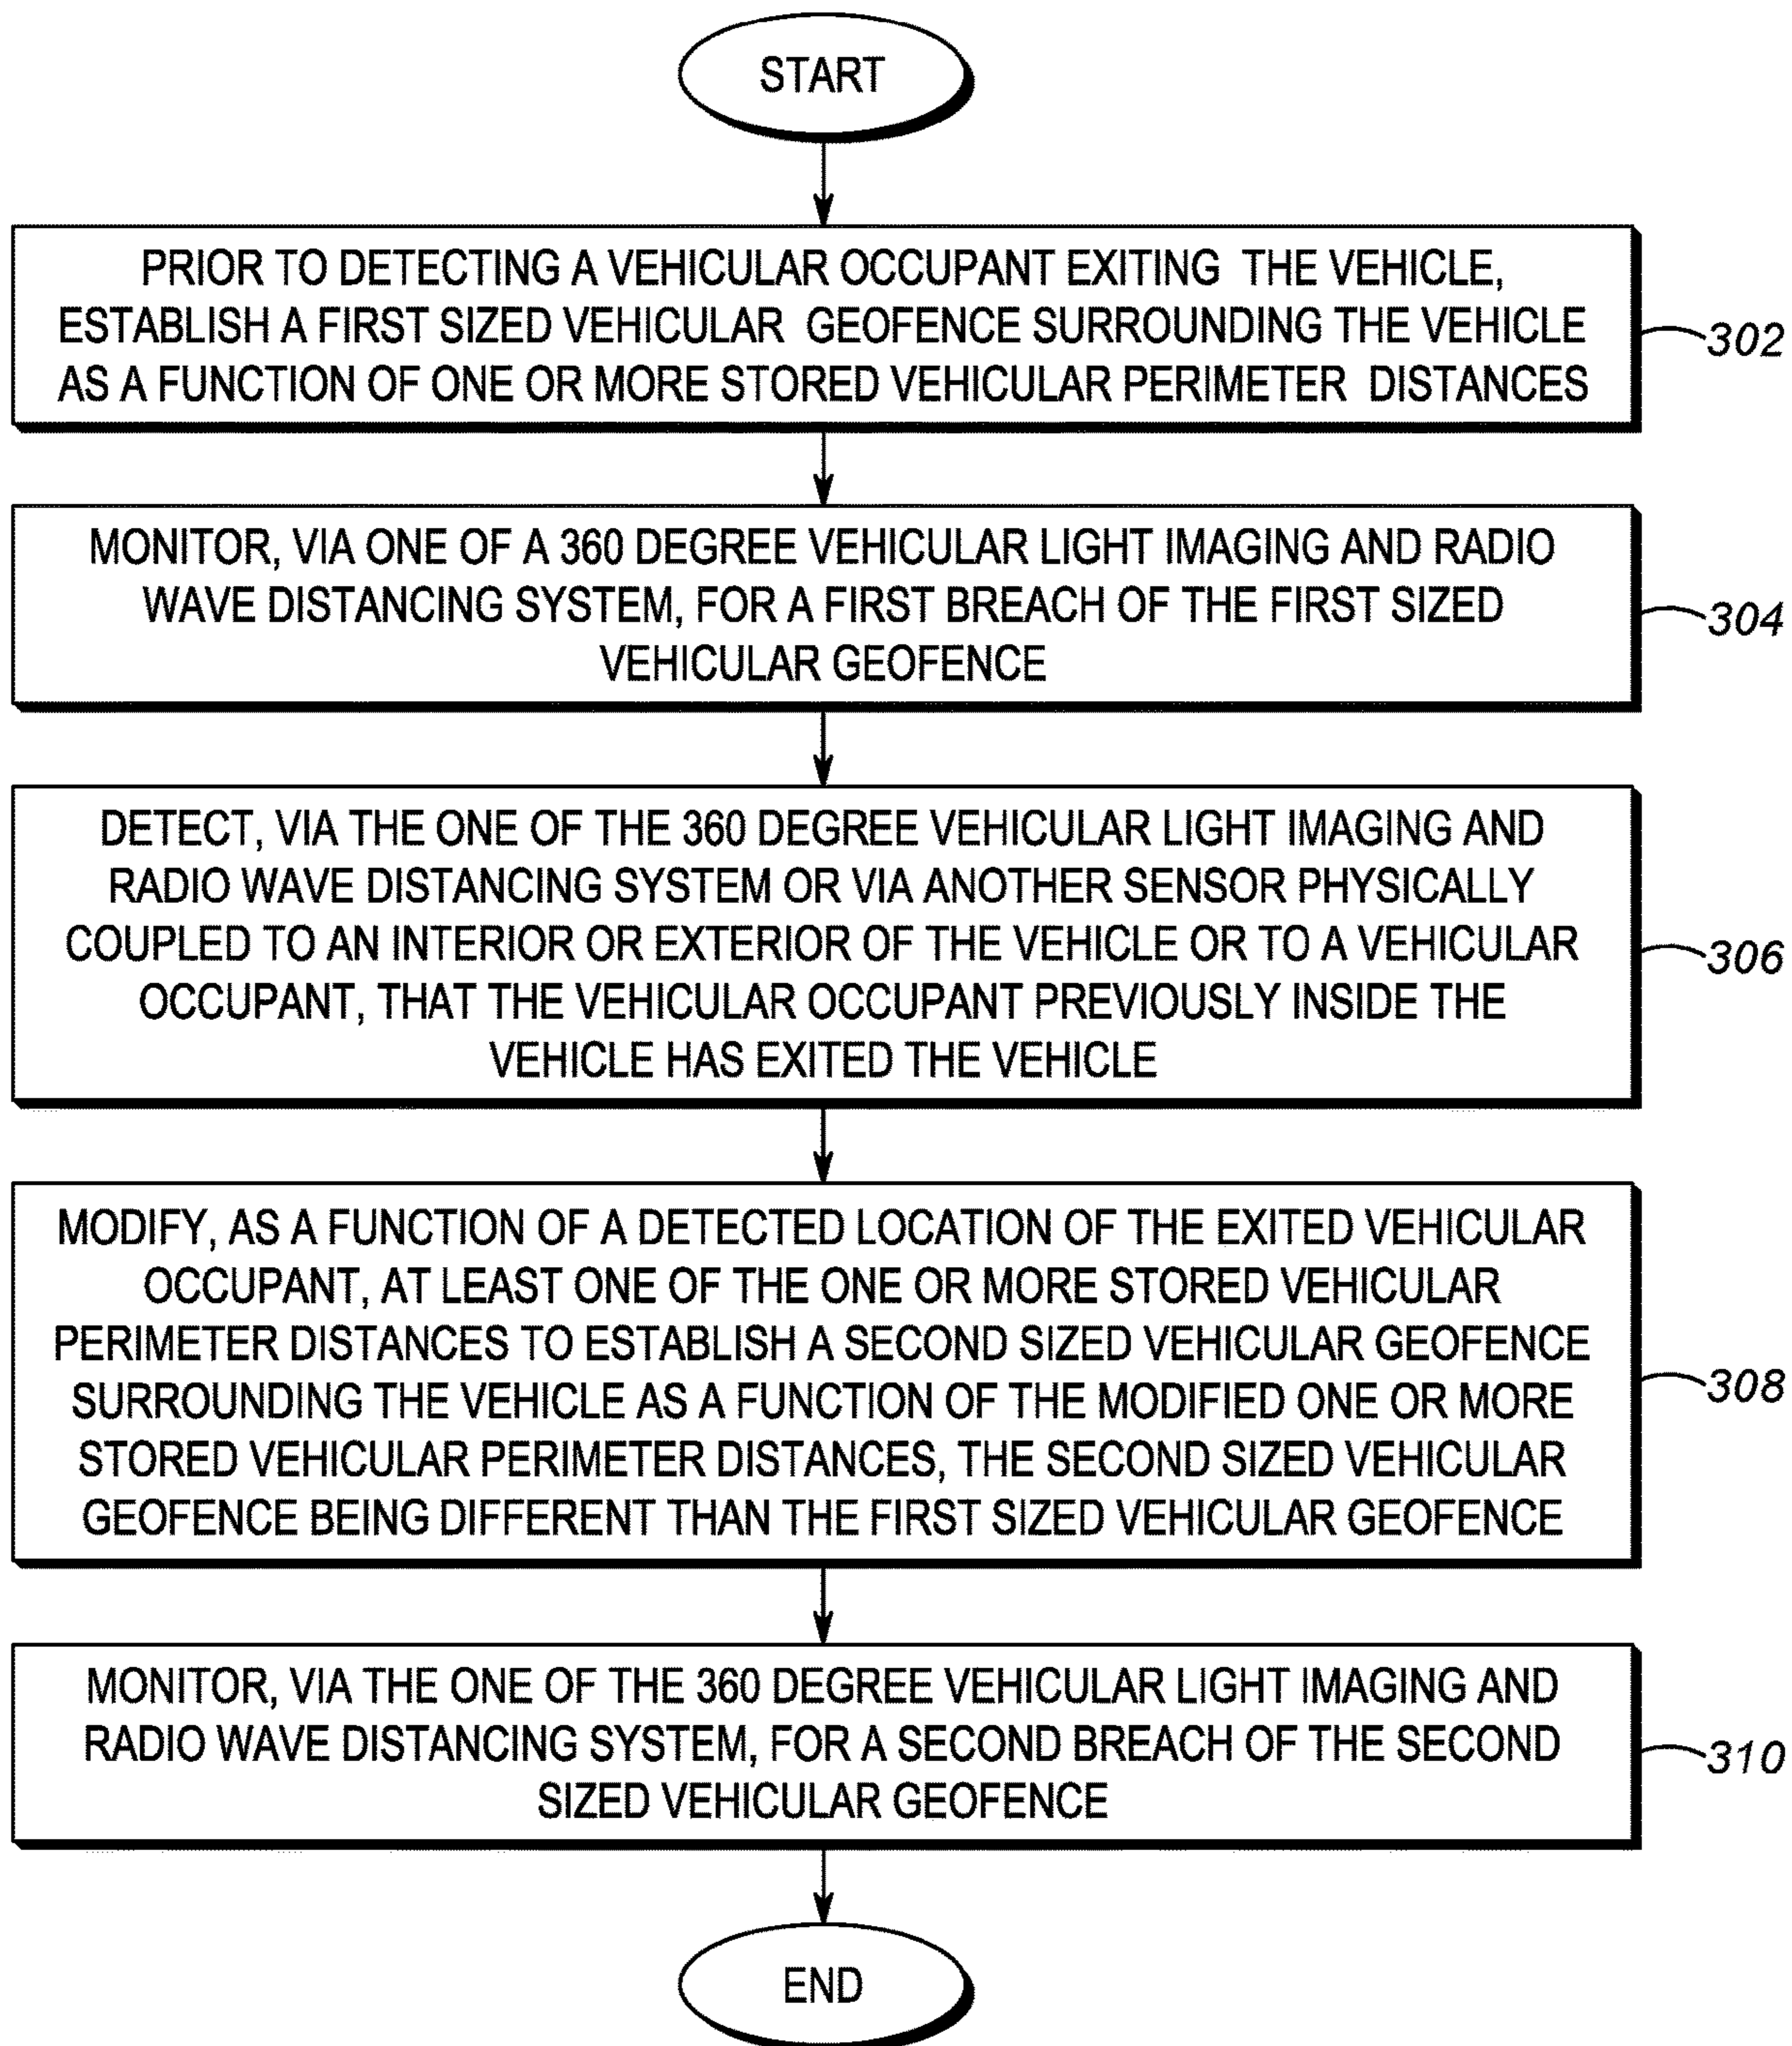 START
PRIOR TO DETECTING A VEHICULAR OCCUPANT EXITING THE VEHICLE,
ESTABLISH A FIRST SIZED VEHICULAR GEOFENCE SURROUNDING THE VEHICLE
AS A FUNCTION OF ONE OR MORE STORED VEHICULAR PERIMETER DISTANCES
302
MONITOR, VIA ONE OF A 360 DEGREE VEHICULAR LIGHT IMAGING AND RADIO
WAVE DISTANCING SYSTEM, FOR A FIRST BREACH OF THE FIRST SIZED
VEHICULAR GEOFENCE
304
DETECT, VIA THE ONE OF THE 360 DEGREE VEHICULAR LIGHT IMAGING AND
RADIO WAVE DISTANCING SYSTEM OR VIA ANOTHER SENSOR PHYSICALLY
COUPLED TO AN INTERIOR OR EXTERIOR OF THE VEHICLE OR TO A VEHICULAR
OCCUPANT, THAT THE VEHICULAR OCCUPANT PREVIOUSLY INSIDE THE
VEHICLE HAS EXITED THE VEHICLE
306
MODIFY, AS A FUNCTION OF A DETECTED LOCATION OF THE EXITED VEHICULAR
OCCUPANT, AT LEAST ONE OF THE ONE OR MORE STORED VEHICULAR
PERIMETER DISTANCES TO ESTABLISH A SECOND SIZED VEHICULAR GEOFENCE
SURROUNDING THE VEHICLE AS A FUNCTION OF THE MODIFIED ONE OR MORE
STORED VEHICULAR PERIMETER DISTANCES, THE SECOND SIZED VEHICULAR
GEOFENCE BEING DIFFERENT THAN THE FIRST SIZED VEHICULAR GEOFENCE
308
MONITOR, VIA THE ONE OF THE 360 DEGREE VEHICULAR LIGHT IMAGING AND
RADIO WAVE DISTANCING SYSTEM, FOR A SECOND BREACH OF THE SECOND
SIZED VEHICULAR GEOFENCE
310
END